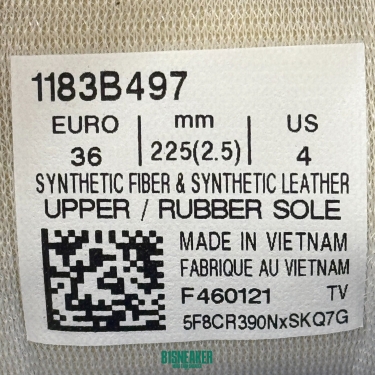 1183B497
EURO mm US
36 225(2.5) 4
SYNTHETIC FIBER & SYNTHETIC LEATHER
UPPER / RUBBER SOLE
MADE IN VIETNAM
FABRIQUE AU VIETNAM
F460121 TV
5F8CR390NxSKQ7G
B1SNEAKER